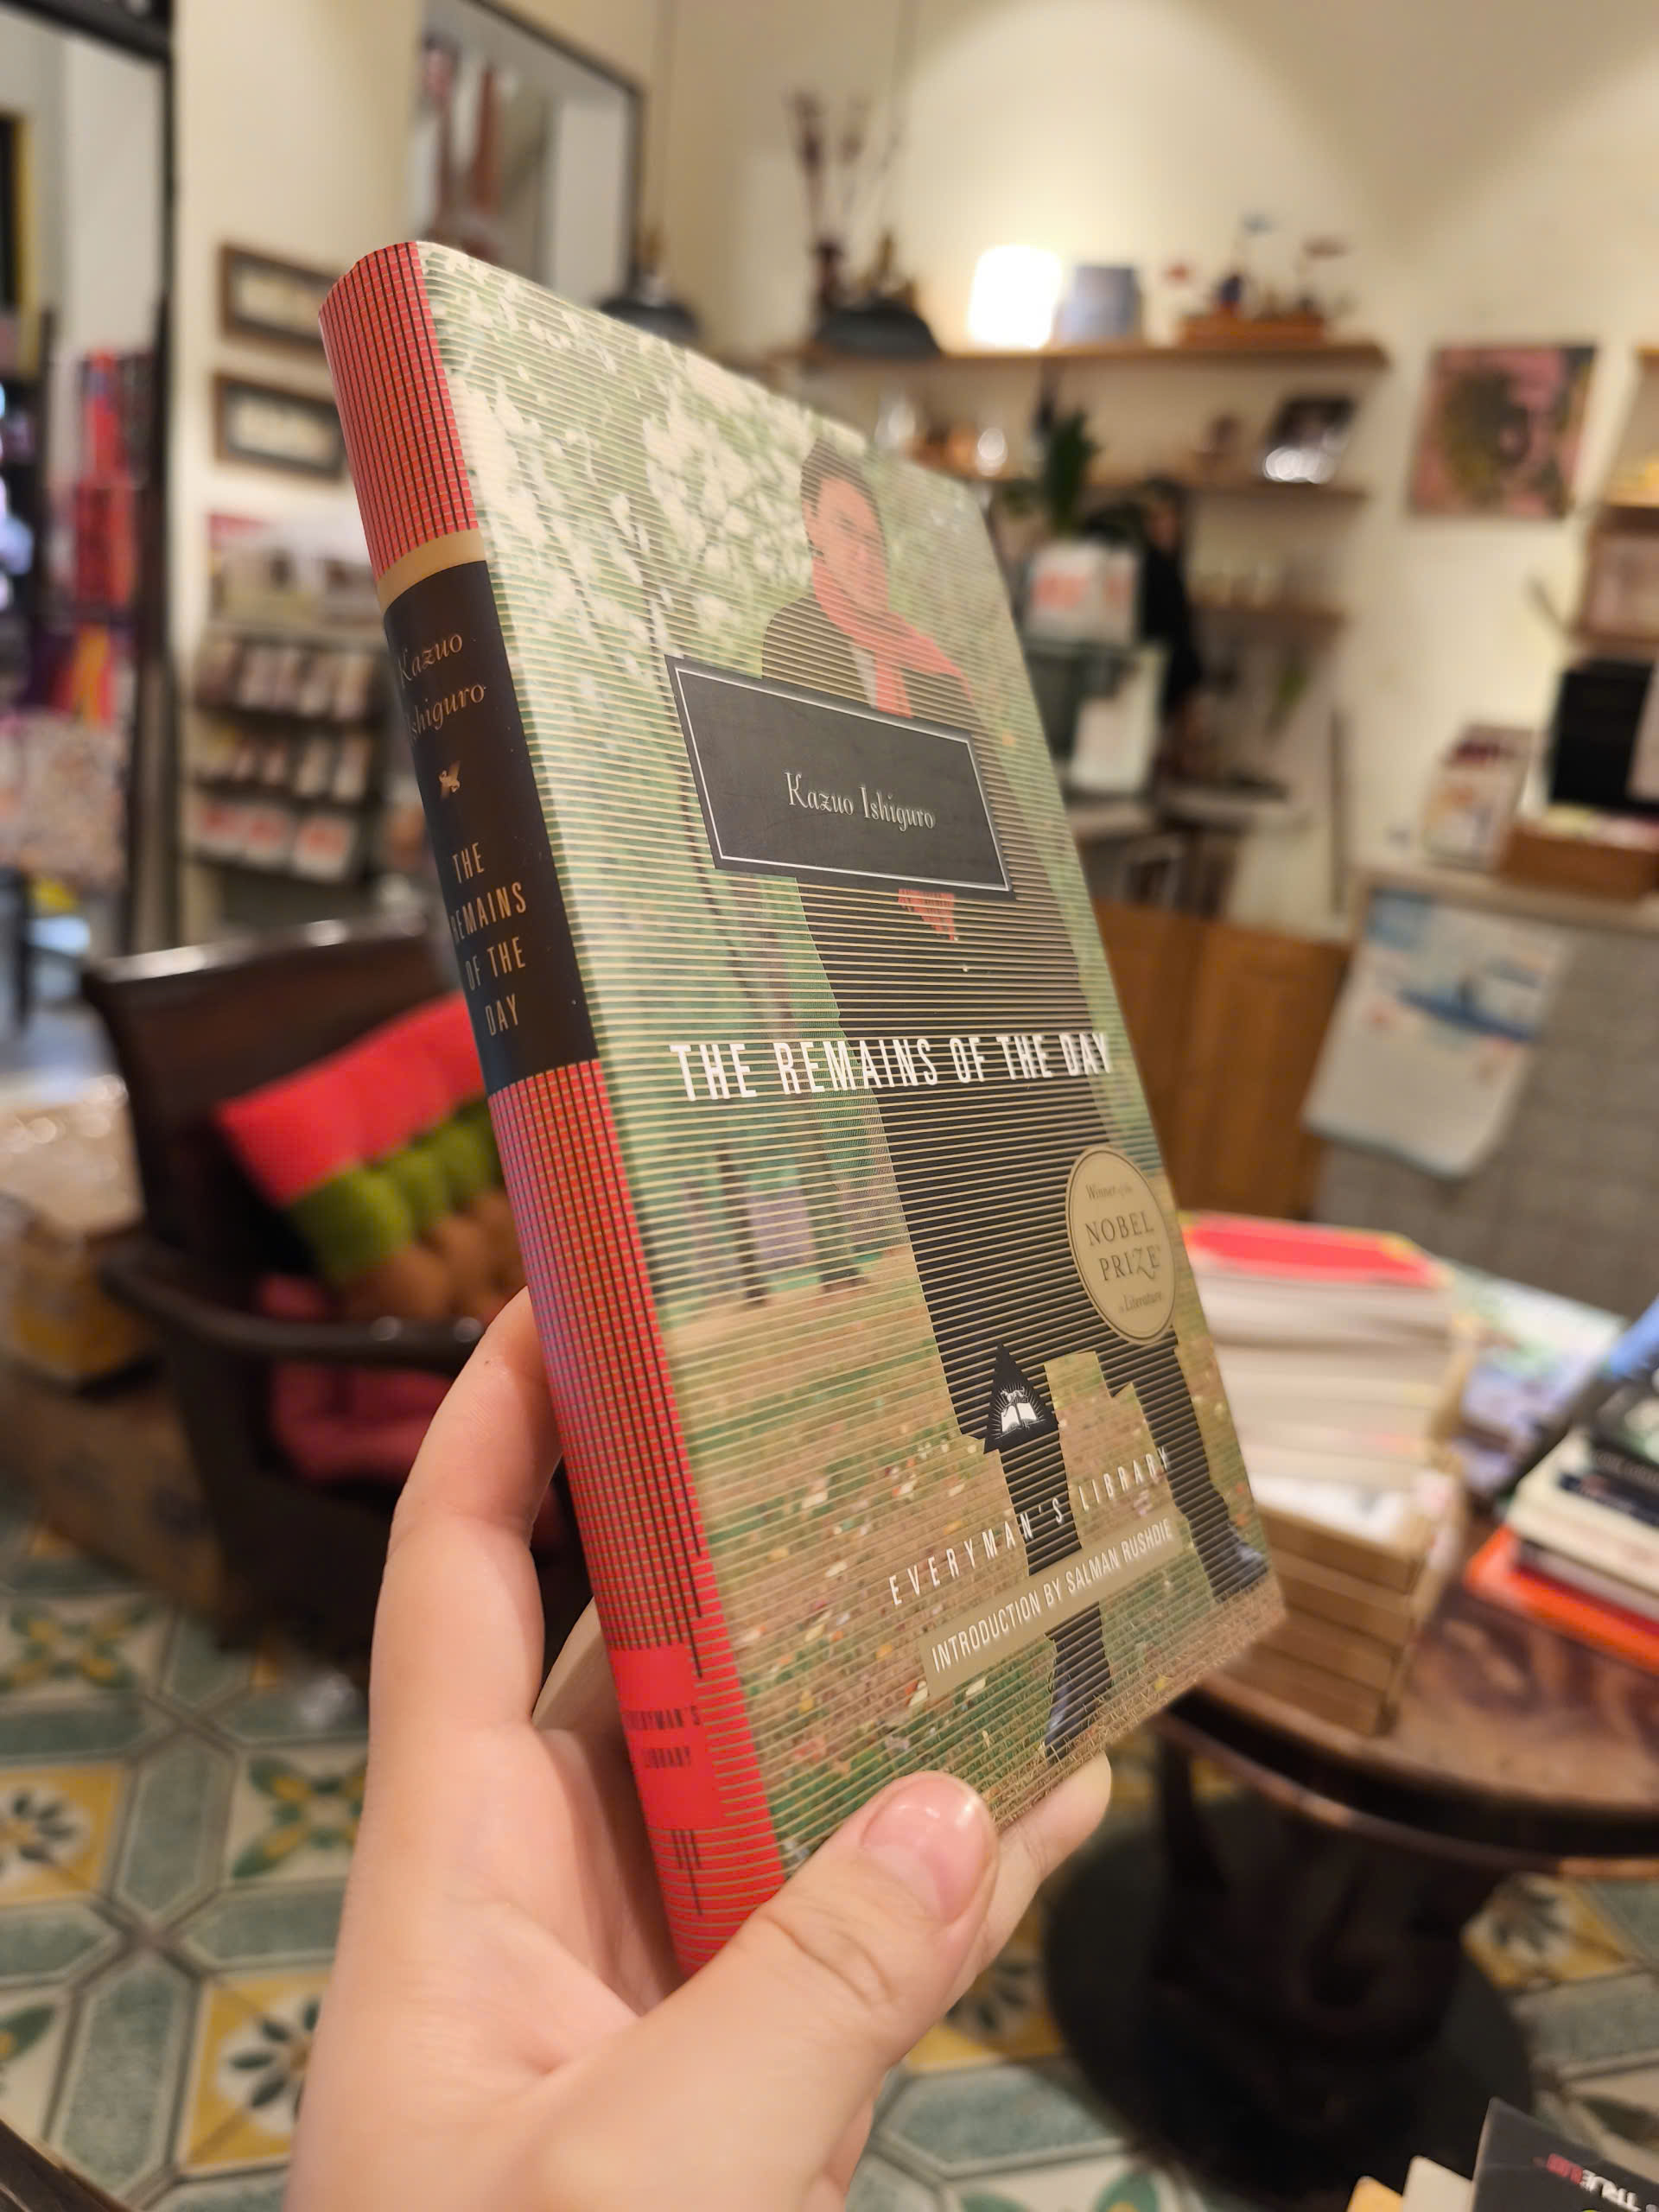 Kazuo
Ishiguro
THE
REMAINS
OF THE
DAY
EVERYMAN'S
LIBRARY
Kazuo Ishiguro
THE REMAINS OF THE DAY
Winner of the
NOBEL
PRIZE
in Literature
EVERYMAN'S LIBRARY
INTRODUCTION BY SALMAN RUSHDIE